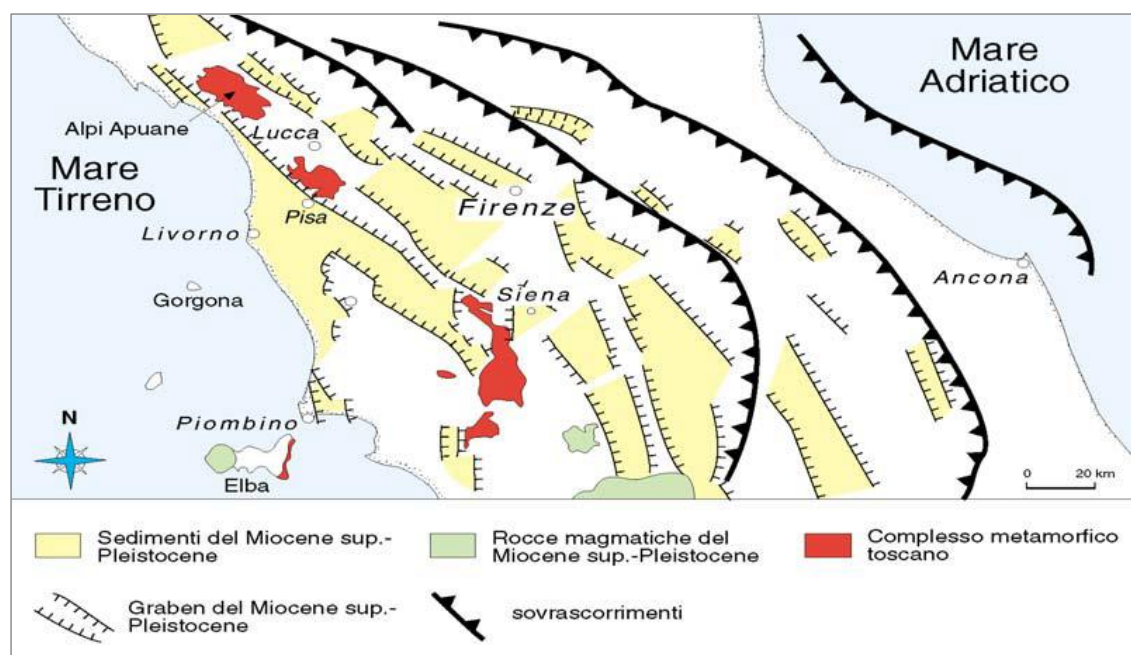 Mare
Adriatico
Alpi Apuane
Lucca
Mare
Tirreno
Pisa
Firenze
Livorno
Ancona
Gorgona
Siena
N
Piombino
Elba
0 20 km
Sedimenti del Miocene sup.-
Pleistocene
Rocce magmatiche del
Miocene sup.-Pleistocene
Complesso metamorfico
toscano
Graben del Miocene sup.-
Pleistocene
sovrascorrimenti